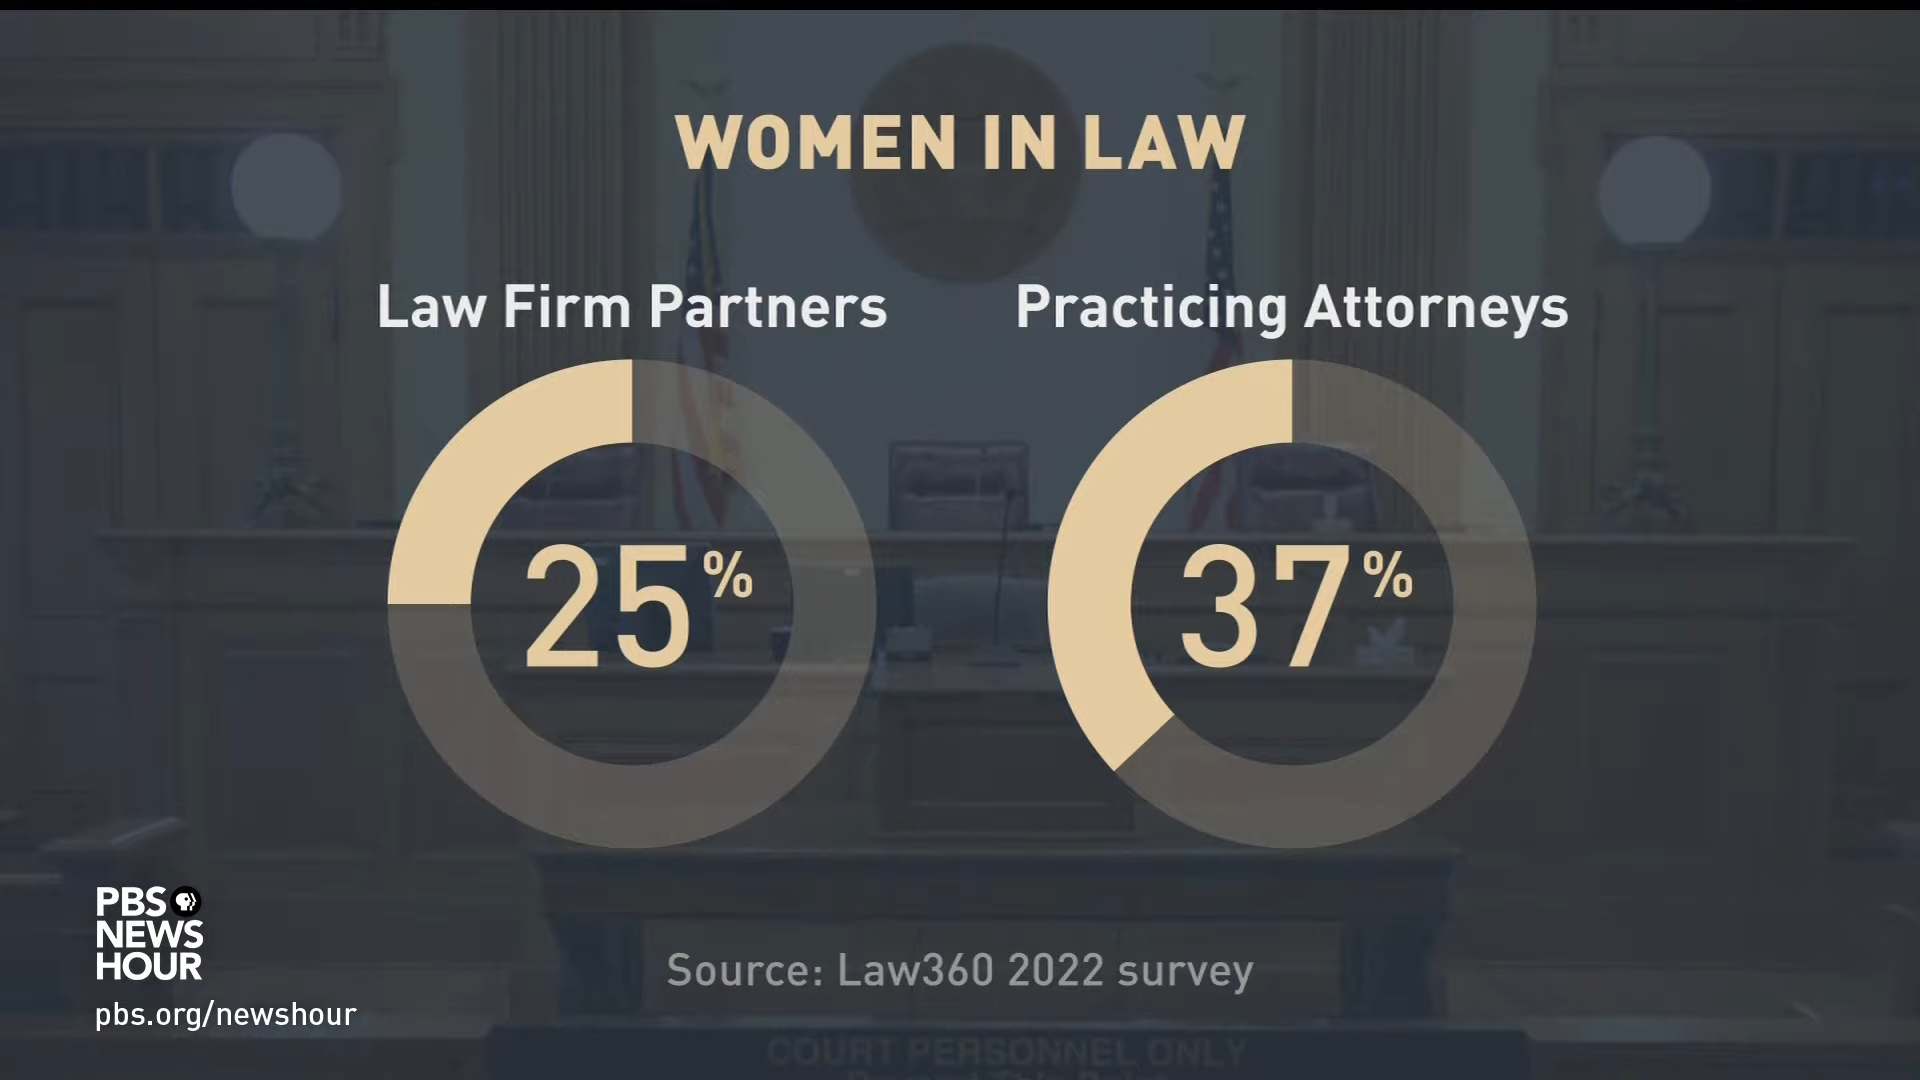 WOMEN IN LAW
Law Firm Partners
Practicing Attorneys
25%
37%
PBS
NEWS
HOUR
pbs.org/newshour
Source: Law360 2022 survey
COURT PERSONNEL ONLY